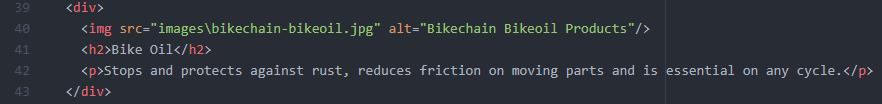 39 <div>
40 <img src="images\bikechain-bikeoil.jpg" alt="Bikechain Bikeoil Products"/>
41 <h2>Bike Oil</h2>
42 <p>Stops and protects against rust, reduces friction on moving parts and is essential on any cycle.</p>
43 </div>